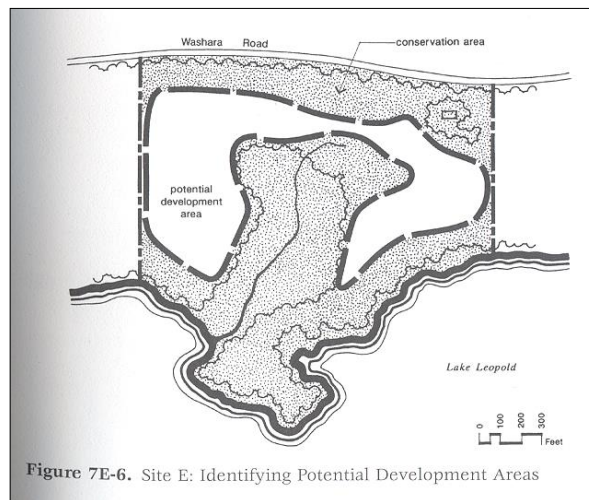 Washara Road
conservation area
potential
development
area
Lake Leopold
0
100
200
300
Feet
Figure 7E-6. Site E: Identifying Potential Development Areas